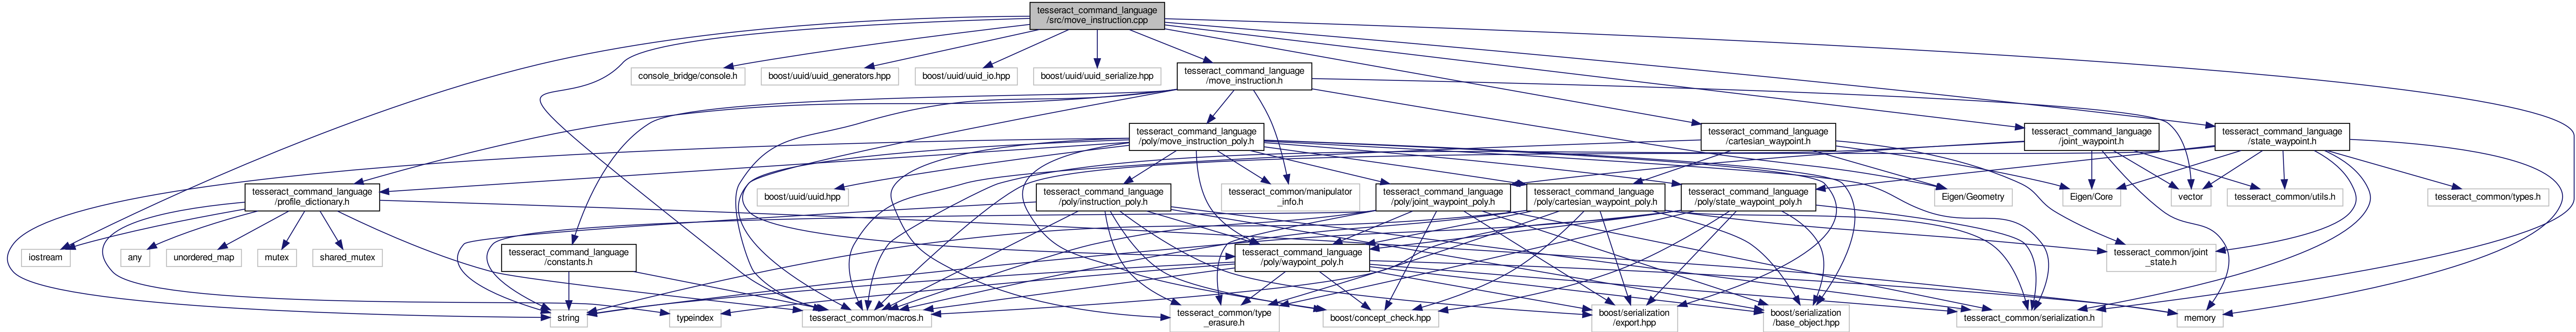 tesseract_command_language
/src/move_instruction.cpp
console_bridge/console.h
boost/uuid/uuid_generators.hpp
boost/uuid/uuid_io.hpp
boost/uuid/uuid_serialize.hpp
tesseract_command_language
/move_instruction.h
tesseract_command_language
/poly/move_instruction_poly.h
tesseract_command_language
/cartesian_waypoint.h
tesseract_command_language
/joint_waypoint.h
tesseract_command_language
/state_waypoint.h
tesseract_command_language
/profile_dictionary.h
boost/uuid/uuid.hpp
tesseract_command_language
/poly/instruction_poly.h
tesseract_common/manipulator
_info.h
tesseract_command_language
/poly/joint_waypoint_poly.h
tesseract_command_language
/poly/cartesian_waypoint_poly.h
tesseract_command_language
/poly/state_waypoint_poly.h
Eigen/Geometry
Eigen/Core
vector
tesseract_common/utils.h
tesseract_common/types.h
iostream
any
unordered_map
mutex
shared_mutex
tesseract_command_language
/constants.h
tesseract_command_language
/poly/waypoint_poly.h
tesseract_common/joint
_state.h
string
typeindex
tesseract_common/macros.h
tesseract_common/type
_erasure.h
boost/concept_check.hpp
boost/serialization
/export.hpp
boost/serialization
/base_object.hpp
tesseract_common/serialization.h
memory